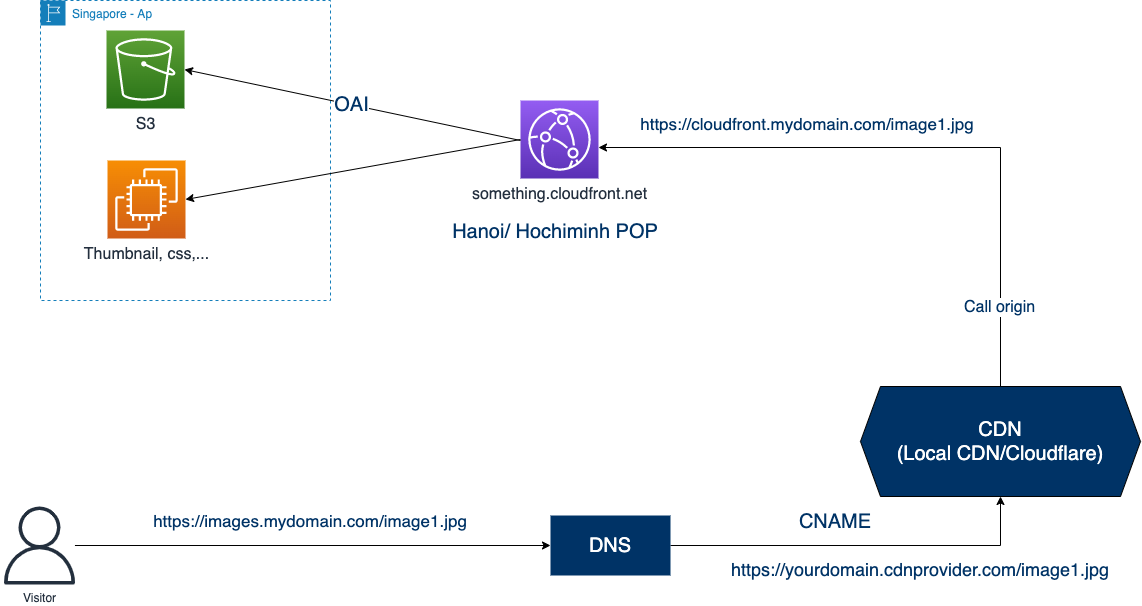 Singapore - Ap
S3
OAI
https://cloudfront.mydomain.com/image1.jpg
something.cloudfront.net
Hanoi/ Hochiminh POP
Thumbnail, css,...
Call origin
CDN
(Local CDN/Cloudflare)
https://images.mydomain.com/image1.jpg
CNAME
DNS
https://yourdomain.cdnprovider.com/image1.jpg
Visitor